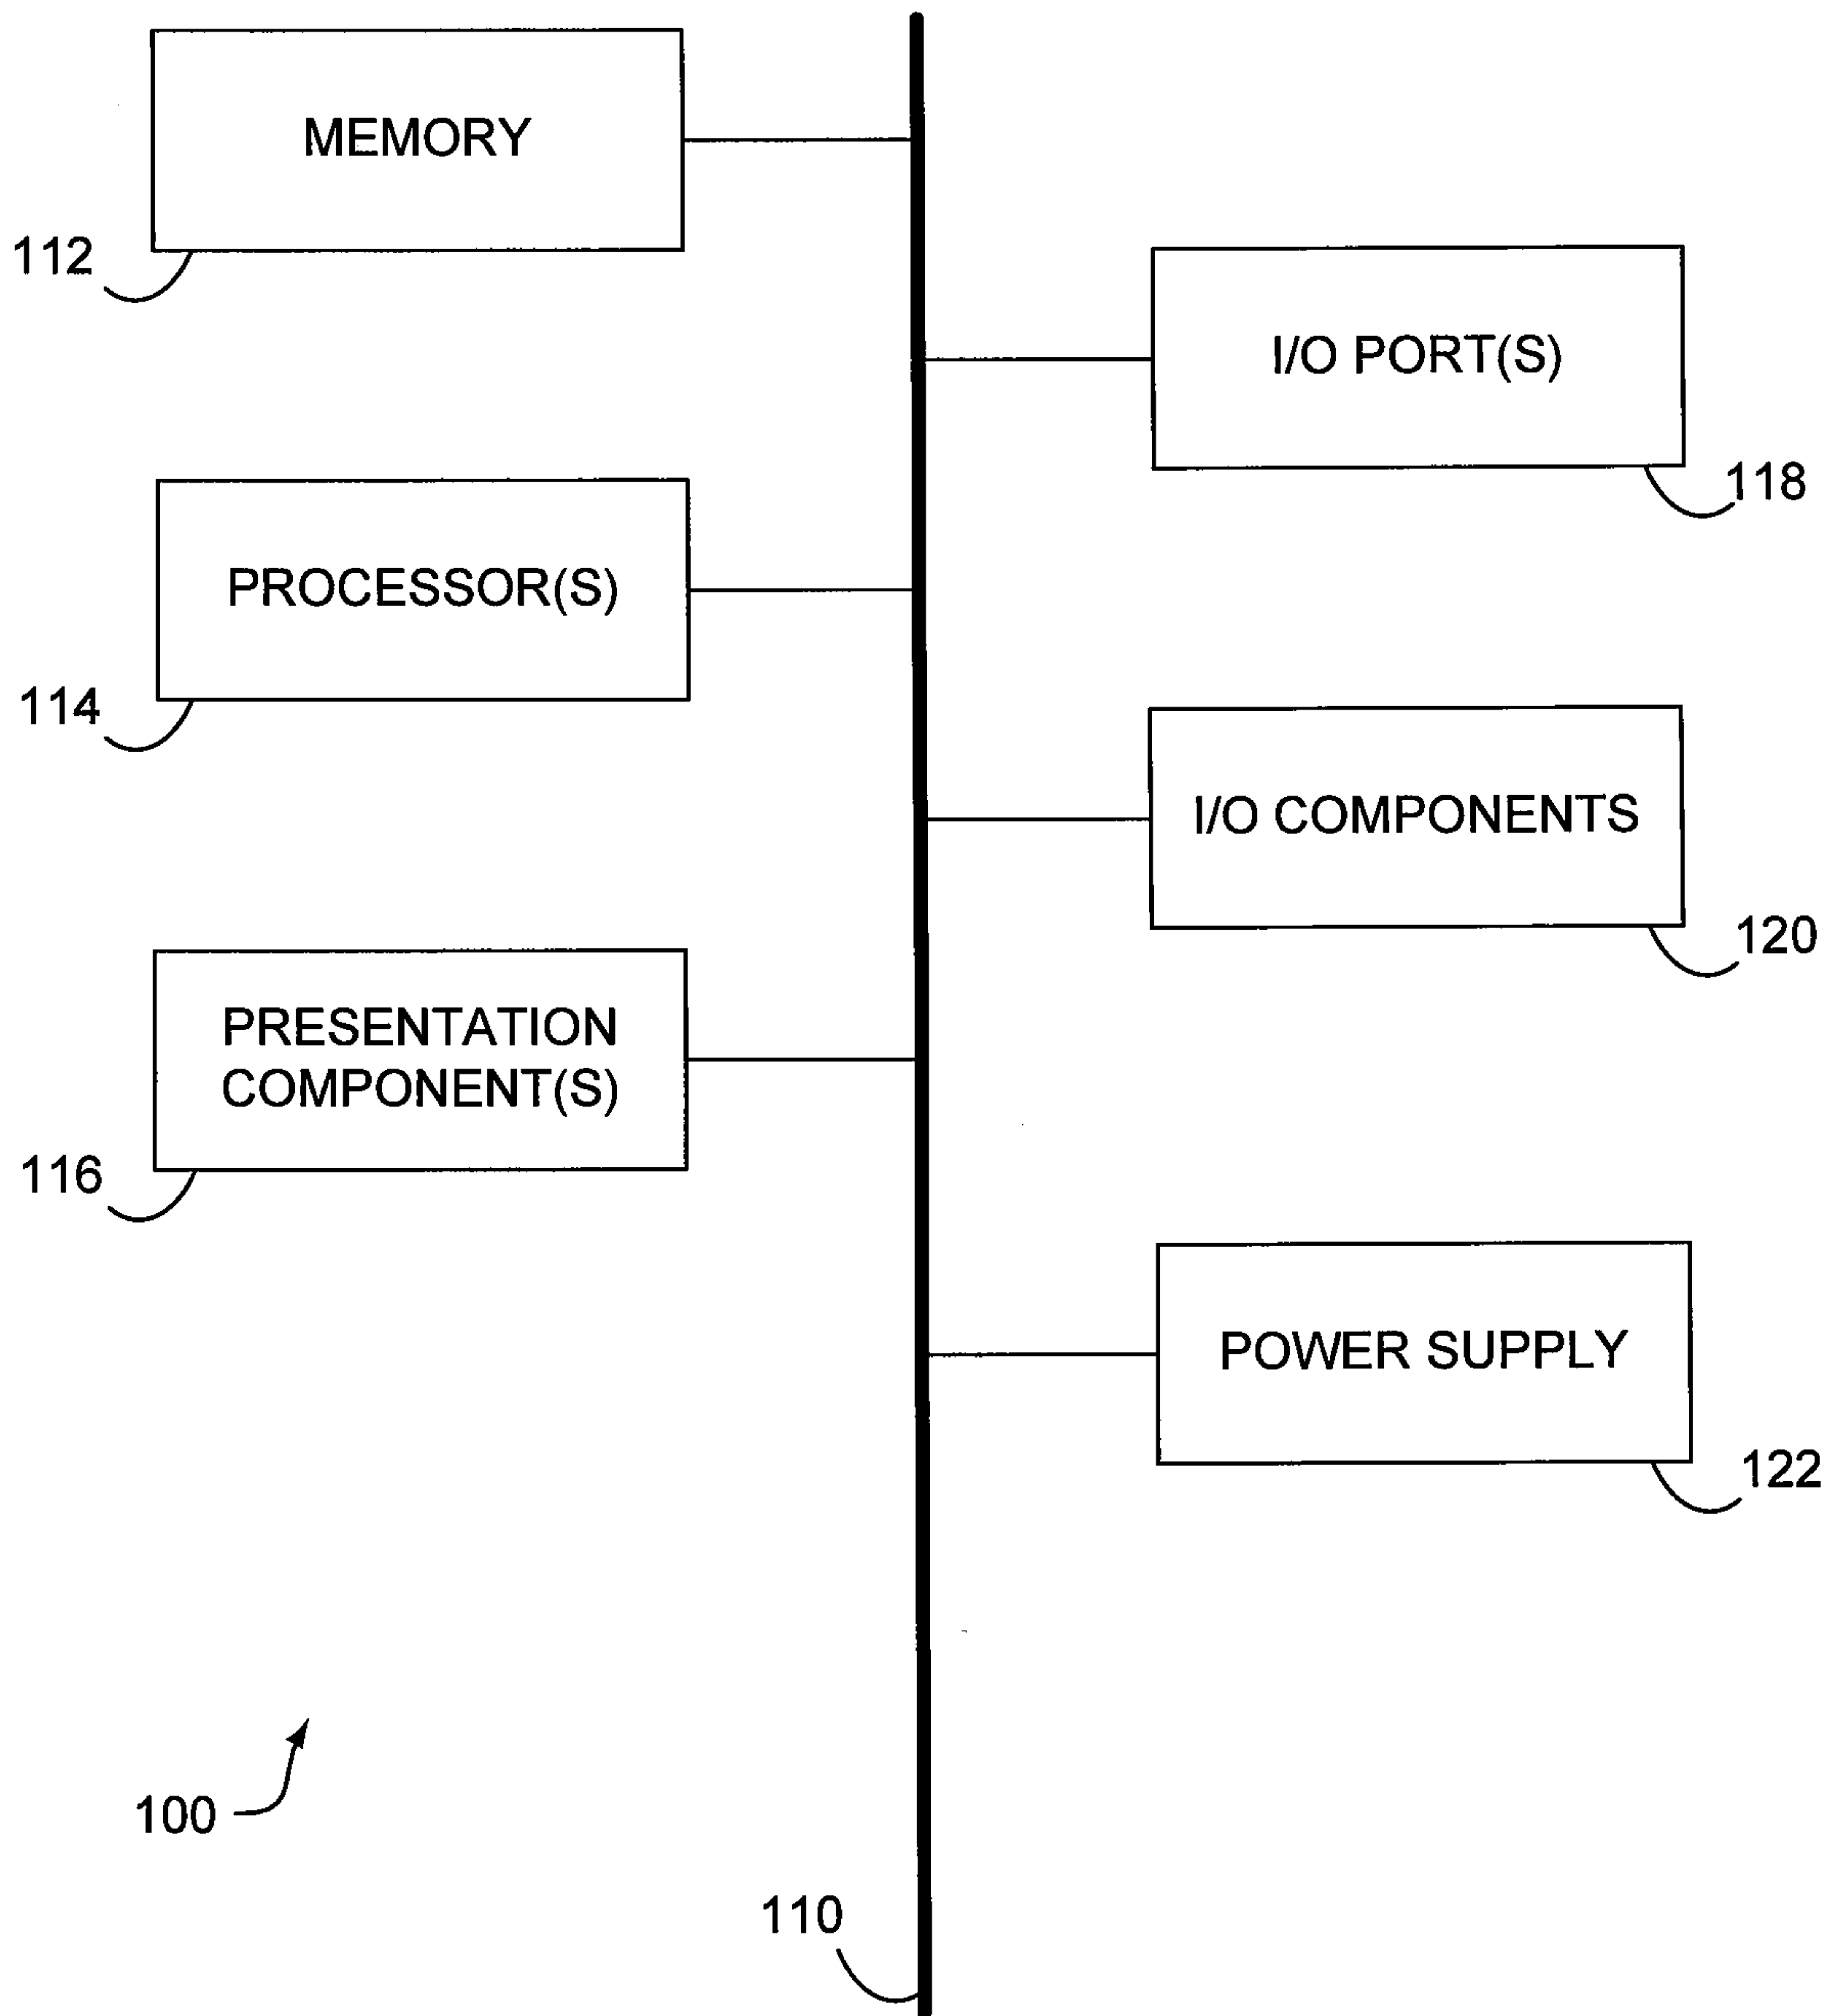 MEMORY
112
I/O PORT(S)
118
PROCESSOR(S)
114
I/O COMPONENTS
120
PRESENTATION
COMPONENT(S)
116
POWER SUPPLY
122
100
110